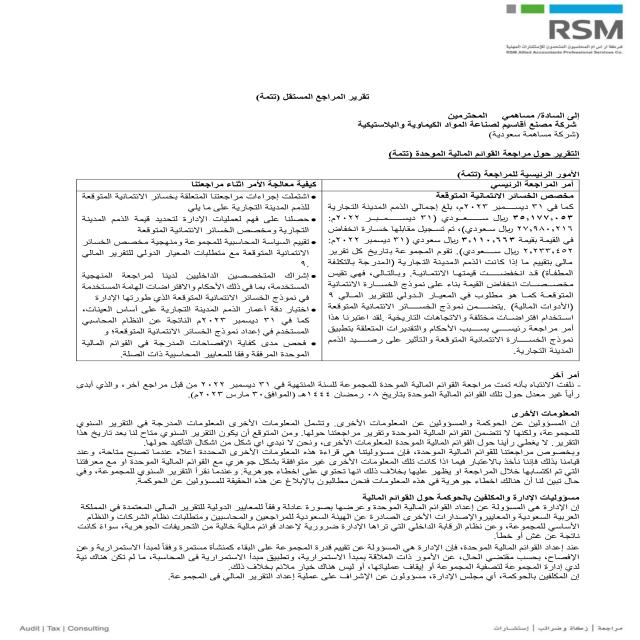 RSM
شركة ار اس ام المحاسبون المتحدون للإستشارات المهنية
RSM Allied Accountants Professional Services Co.
تقرير المراجع المستقل (تتمة)
إلى السادة/ مساهمي المحترمين
شركة مصنع أقاسيم لصناعة المواد الكيماوية والبلاستيكية
(شركة مساهمة سعودية)
التقرير حول مراجعة القوائم المالية الموحدة (تتمة)
الأمور الرئيسية للمراجعة (تتمة)
أمر المراجعة الرئيسي
مخصص الخسائر الائتمانية المتوقعة
كما في ٣١ ديسمبر ٢٠٢٣م، بلغ إجمالي الذمم المدينة التجارية
٣٥,١٧٧,٠٥٣ ريال سعودي (٣١ ديسمبر ٢٠٢٢م:
٢٧,٩٨٠,٢١٦ ريال سعودي)، تم تسجيل مقابلها خسارة انخفاض
في القيمة بقيمة ٣,١١٠,٦٦٣ ريال سعودي (٣١ ديسمبر ٢٠٢٢م:
٢,٢٣٣,٤٥٢ ريال سعودي). تقوم المجموعة بتاريخ كل تقرير
مالي بتقييم ما إذا كانت الذمم المدينة التجارية (المدرجة بالتكلفة
المطفأة) قد انخفضت قيمتها الائتمانية. وبالتالي، فهي تقيس
مخصصات انخفاض القيمة بناء على نموذج الخسارة الائتمانية
المتوقعة كما هو مطلوب في المعيار الدولي للتقرير المالي ٩
(الأدوات المالية). يتضمن نموذج الخسائر الائتمانية المتوقعة
استخدام افتراضات مختلفة والاتجاهات التاريخية. لقد اعتبرنا هذا
أمر مراجعة رئيسي بسبب الأحكام والتقديرات المتعلقة بتطبيق
نموذج الخسارة الائتمانية المتوقعة والتأثير على رصيد الذمم
المدينة التجارية.
كيفية معالجة الأمر أثناء مراجعتنا
• اشتملت إجراءات مراجعتنا المتعلقة بخسائر الائتمانية المتوقعة
للذمم المدينة التجارية على ما يلي
• حصلنا على فهم لعمليات الإدارة لتحديد قيمة الذمم المدينة
التجارية ومخصص الخسائر الائتمانية المتوقعة
• تقييم السياسة المحاسبية للمجموعة ومنهجية مخصص الخسائر
الائتمانية المتوقعة مع متطلبات المعيار الدولي للتقرير المالي
٩.
• إشراك المتخصصين الداخليين لدينا لمراجعة المنهجية
المستخدمة، بما في ذلك الأحكام والافتراضات الهامة المستخدمة
في نموذج الخسائر الائتمانية المتوقعة الذي طورتها الإدارة
• اختبار دقة أعمار الذمم المدينة التجارية على أساس العينات،
كما في ٣١ ديسمبر ٢٠٢٣م الناتجة عن النظام المحاسبي
المستخدم في إعداد نموذج الخسائر الائتمانية المتوقعة؛ و
• فحص مدى كفاية الإفصاحات المدرجة في القوائم المالية
الموحدة المرفقة وفقا للمعايير المحاسبية ذات الصلة.
أمر آخر
- نلفت الانتباه بأنه تمت مراجعة القوائم المالية الموحدة للمجموعة للسنة المنتهية في ٣١ ديسمبر ٢٠٢٢ من قبل مراجع آخر، والذي أبدى
رأياً غير معدل حول تلك القوائم المالية الموحدة بتاريخ ٠٨ رمضان ١٤٤٤هـ (الموافق ٣٠ مارس ٢٠٢٣م).
المعلومات الأخرى
إن المسؤولين عن الحوكمة والمسؤولين عن المعلومات الأخرى. وتشمل المعلومات الأخرى المعلومات المدرجة في التقرير السنوي
للمجموعة، ولكنها لا تتضمن القوائم المالية الموحدة وتقرير مراجعتنا حولها. ومن المتوقع أن يكون التقرير السنوي متاح لنا بعد تاريخ هذا
التقرير. لا يغطي رأينا حول القوائم المالية الموحدة المعلومات الأخرى، ونحن لا نبدي أي شكل من أشكال التأكيد حولها.
وبخصوص مراجعتنا للقوائم المالية الموحدة، فإن مسؤوليتنا هي قراءة هذه المعلومات الأخرى المحددة أعلاه عندما تصبح متاحة، وعند
قيامنا بذلك فإننا نأخذ بالاعتبار فيما اذا كانت تلك المعلومات الأخرى غير متوافقة بشكل جوهري مع القوائم المالية الموحدة او مع معرفتنا
التي تم اكتسابها خلال المراجعة او يظهر عليها بخلاف ذلك انها تحتوي على اخطاء جوهرية. وعندما نقرأ التقرير السنوي للمجموعة، وفي
حال تبين لنا أن هنالك اخطاء جوهرية في هذه المعلومات فنحن مطالبون بالإبلاغ عن هذه الحقيقة للمسؤولين عن الحوكمة.
مسؤوليات الإدارة والمكلفين بالحوكمة حول القوائم المالية
إن الإدارة هي المسؤولة عن إعداد القوائم المالية الموحدة وعرضها بصورة عادلة وفقاً للمعايير الدولية للتقرير المالي المعتمدة في المملكة
العربية السعودية والمعايير والإصدارات الأخرى الصادرة عن الهيئة السعودية للمراجعين والمحاسبين ومتطلبات نظام الشركات والنظام
الأساسي للمجموعة، وعن نظام الرقابة الداخلي التي تراها الإدارة ضرورية لإعداد قوائم مالية خالية من التحريفات الجوهرية، سواء كانت
ناتجة عن غش أو خطأ.
عند إعداد القوائم المالية الموحدة، فإن الإدارة هي المسؤولة عن تقييم قدرة المجموعة على البقاء كمنشأة مستمرة وفقاً لمبدأ الاستمرارية وعن
الإفصاح، بحسب مقتضى الحال، عن الأمور ذات العلاقة بمبدأ الاستمرارية، وتطبيق مبدأ الاستمرارية في المحاسبة، ما لم تكن هناك نية
لدى إدارة المجموعة لتصفية المجموعة أو إيقاف عملياتها، أو ليس هناك خيار ملائم بخلاف ذلك.
إن المكلفين بالحوكمة، أي مجلس الإدارة، مسؤولون عن الإشراف على عملية إعداد التقرير المالي في المجموعة.
Audit | Tax | Consulting
مراجعة | زكاة وضرائب | إستشارات